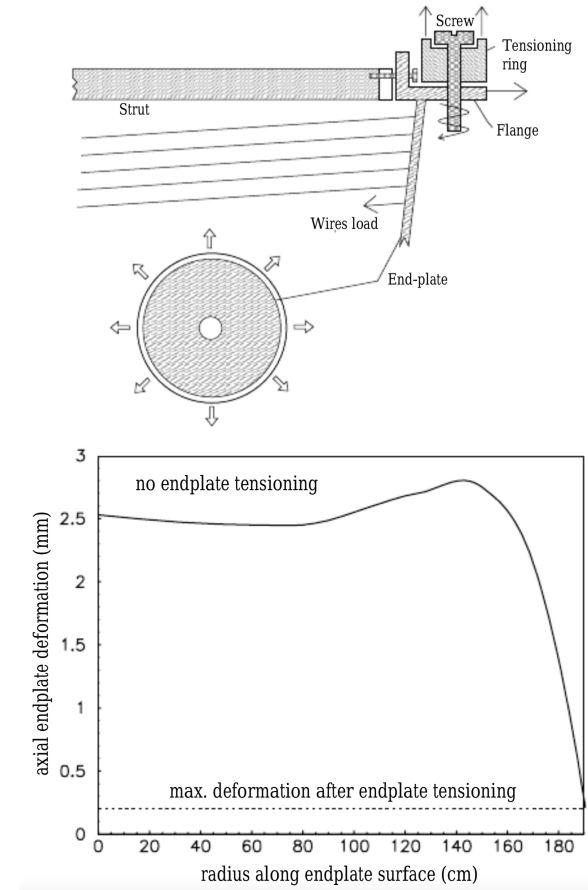 Screw
Tensioning
ring
Strut
Flange
Wires load
End-plate
3
no endplate tensioning
2.5
2
1.5
1
0.5
max. deformation after endplate tensioning
0
axial endplate deformation (mm)
0 20 40 60 80 100 120 140 160 180
radius along endplate surface (cm)